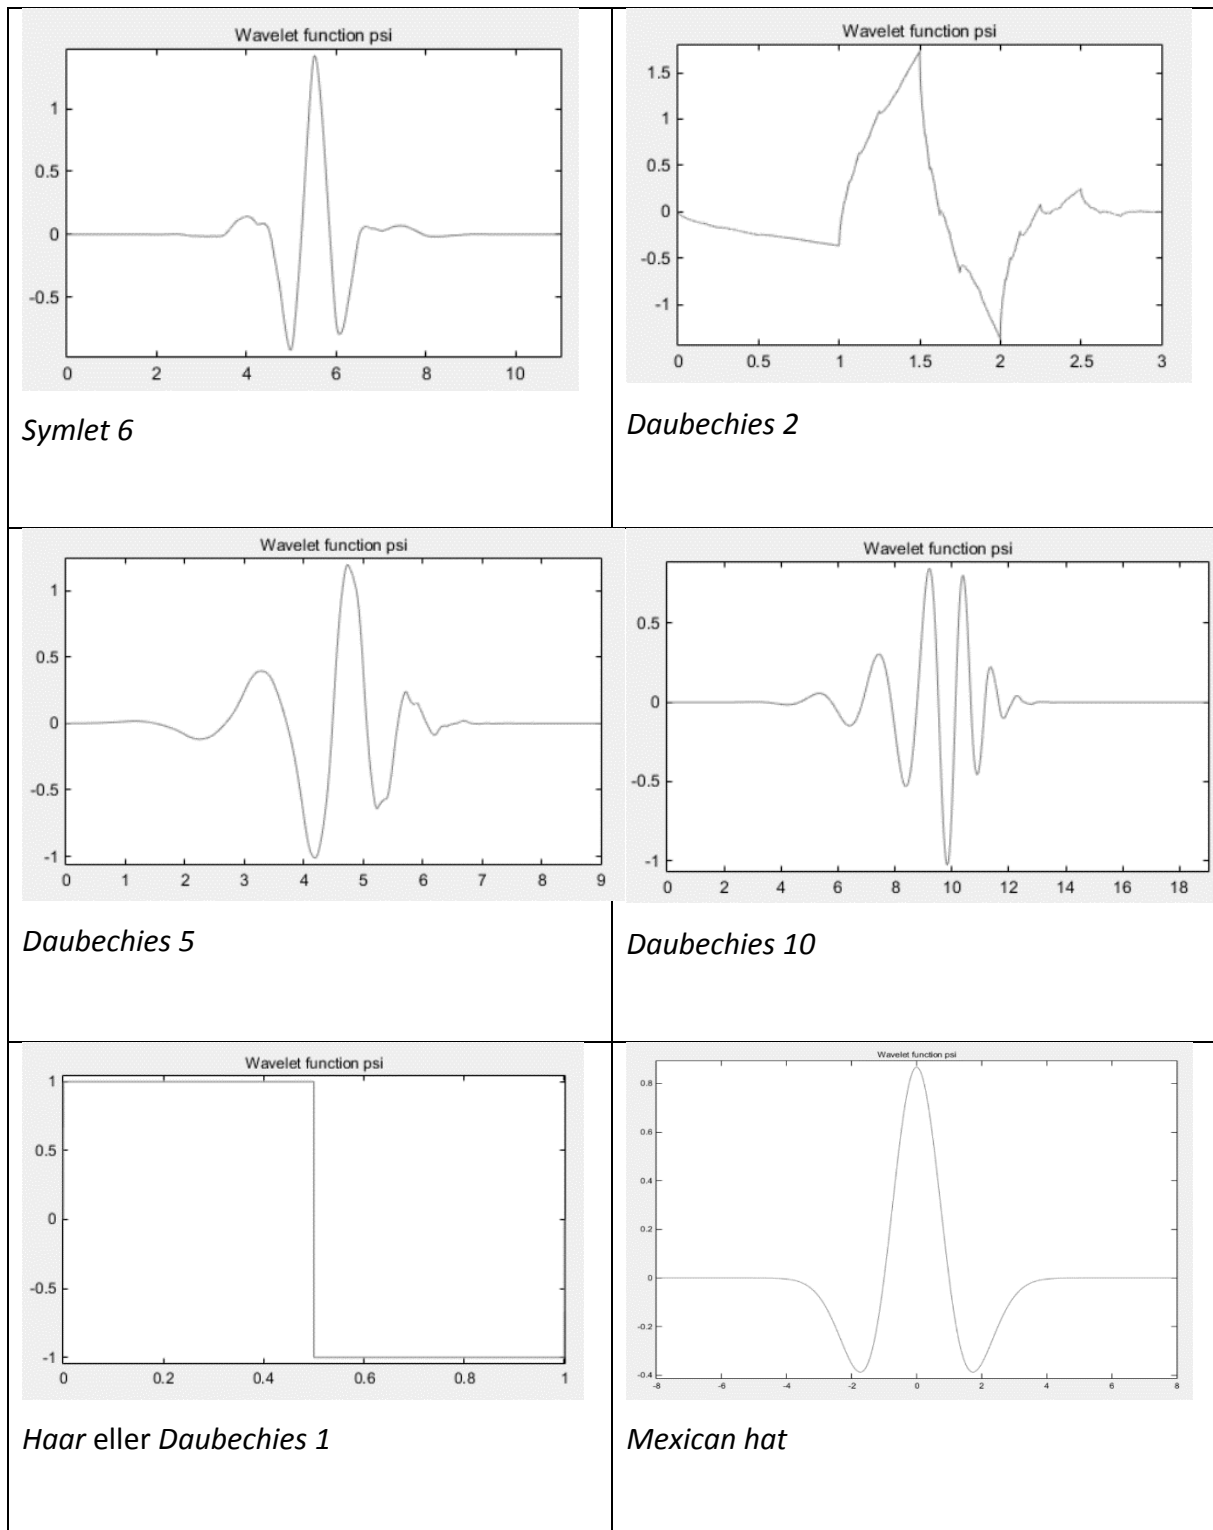 Wavelet function psi
1
0.5
0
-0.5
0 2 4 6 8 10
Symlet 6
Wavelet function psi
1.5
1
0.5
0
-0.5
-1
0 0.5 1 1.5 2 2.5 3
Daubechies 2
Wavelet function psi
1
0.5
0
-0.5
-1
0 1 2 3 4 5 6 7 8 9
Daubechies 5
Wavelet function psi
0.5
0
-0.5
-1
0 2 4 6 8 10 12 14 16 18
Daubechies 10
Wavelet function psi
1
0.5
0
-0.5
-1
0 0.2 0.4 0.6 0.8 1
Haar eller Daubechies 1
Wavelet function psi
0.8
0.6
0.4
0.2
0
-0.2
-0.4
-8 -6 -4 -2 0 2 4 6 8
Mexican hat